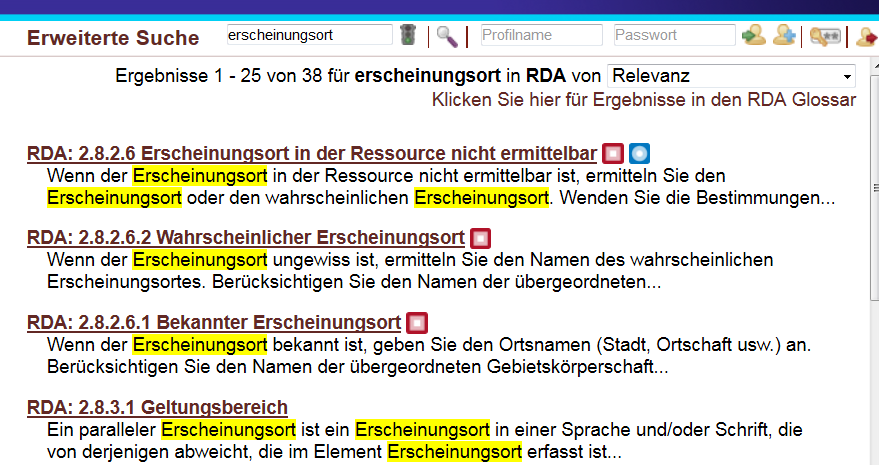 Erweiterte Suche erscheinungsort Profilname Passwort
Ergebnisse 1 - 25 von 38 für erscheinungsort in RDA von Relevanz
Klicken Sie hier für Ergebnisse in den RDA Glossar
RDA: 2.8.2.6 Erscheinungsort in der Ressource nicht ermittelbar
Wenn der Erscheinungsort in der Ressource nicht ermittelbar ist, ermitteln Sie den
Erscheinungsort oder den wahrscheinlichen Erscheinungsort. Wenden Sie die Bestimmungen...
RDA: 2.8.2.6.2 Wahrscheinlicher Erscheinungsort
Wenn der Erscheinungsort ungewiss ist, ermitteln Sie den Namen des wahrscheinlichen
Erscheinungsortes. Berücksichtigen Sie den Namen der übergeordneten...
RDA: 2.8.2.6.1 Bekannter Erscheinungsort
Wenn der Erscheinungsort bekannt ist, geben Sie den Ortsnamen (Stadt, Ortschaft usw.) an.
Berücksichtigen Sie den Namen der übergeordneten Gebietskörperschaft...
RDA: 2.8.3.1 Geltungsbereich
Ein paralleler Erscheinungsort ist ein Erscheinungsort in einer Sprache und/oder Schrift, die
von derjenigen abweicht, die im Element Erscheinungsort erfasst ist...